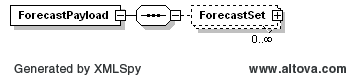 ForecastPayload
ForecastSet
0..∞
Generated by XMLSpy
www.altova.com